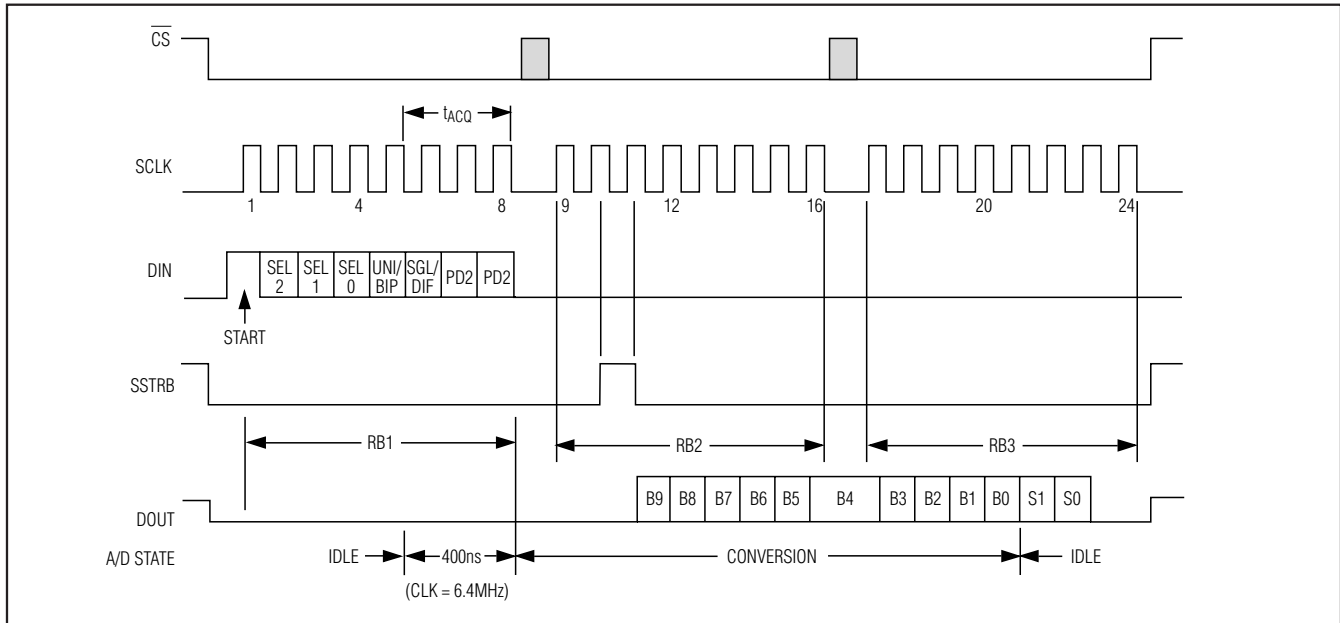 CS
tACQ
SCLK
1 4 8 9 12 16 20 24
DIN
SEL 2
SEL 1
SEL 0
UNI/ BIP
SGL/ DIF
PD2
PD2
START
SSTRB
RB1 RB2 RB3
DOUT
B9 B8 B7 B6 B5 B4 B3 B2 B1 B0 S1 S0
A/D STATE
IDLE 400ns CONVERSION IDLE
(CLK = 6.4MHz)